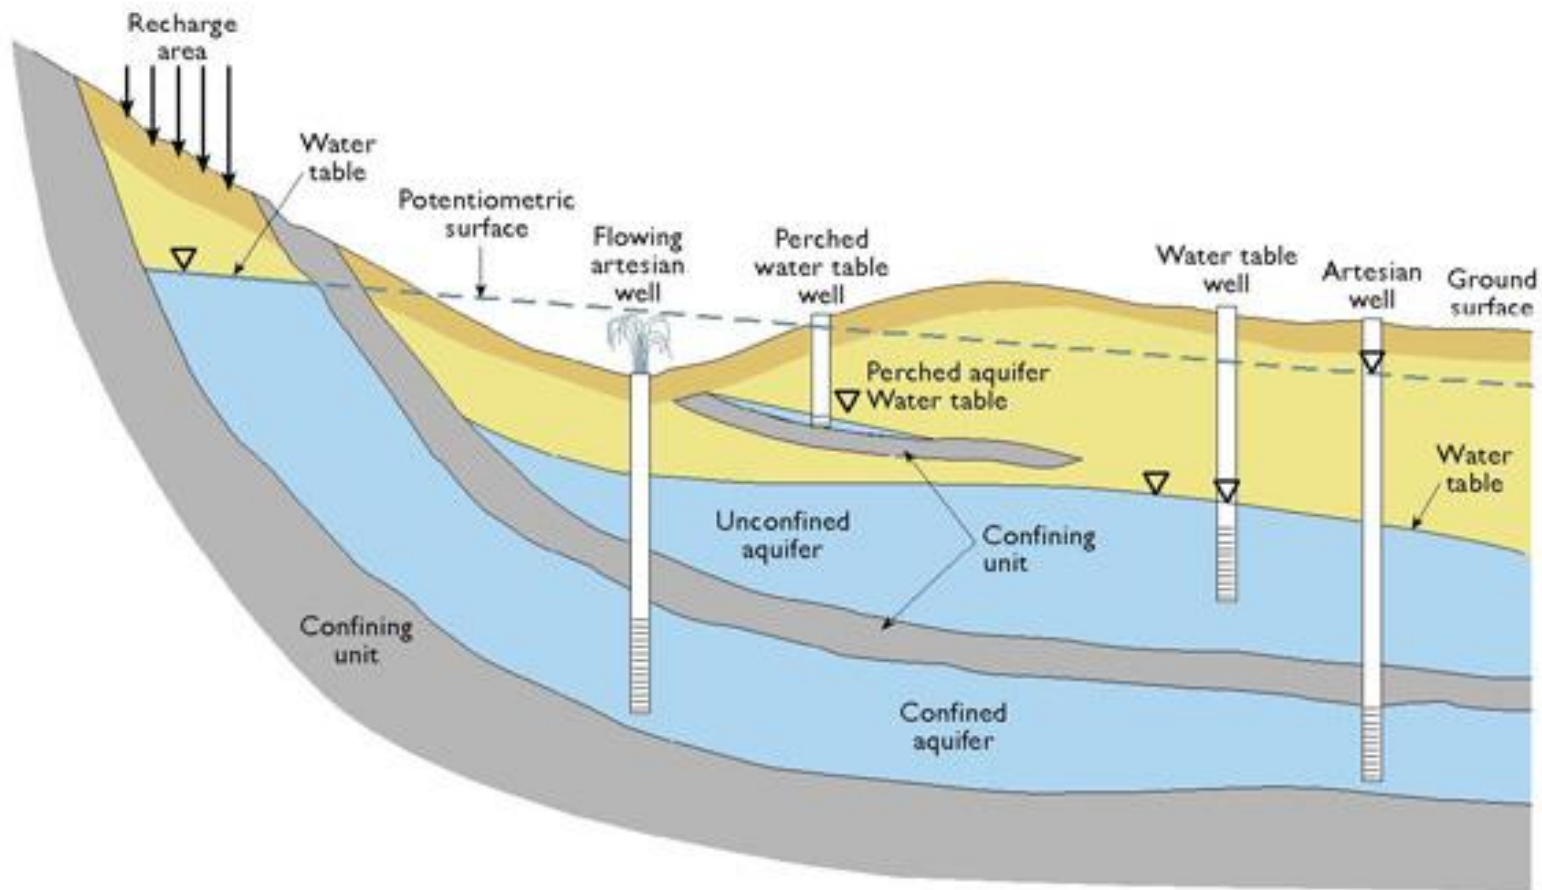 Recharge
area
Water
table
Potentiometric
surface
Flowing
artesian
well
Perched
water table
well
Water table
well
Artesian
well
Ground
surface
Perched aquifer
Water table
Water
table
Unconfined
aquifer
Confining
unit
Confining
unit
Confined
aquifer